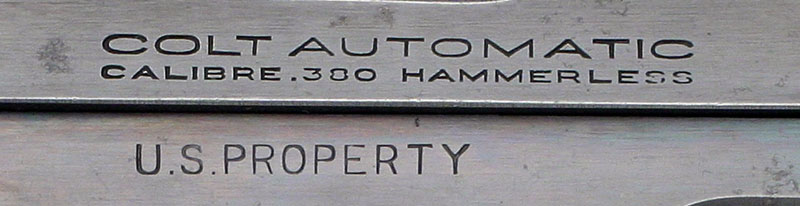 COLT AUTOMATIC
CALIBRE .380 HAMMERLESS
U.S. PROPERTY